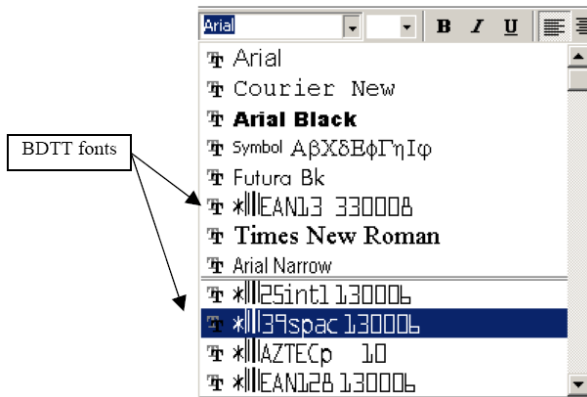 Arial B I U
Arial
Courier New
Arial Black
Symbol ΑβΧδΕφΓηΙφ
Futura Bk
BDTT fonts
*|||EAN13 330008
Times New Roman
Arial Narrow
*|||25intl 130006
*|||39spac 130006
*|||AZTECp 10
*|||EAN128 130006